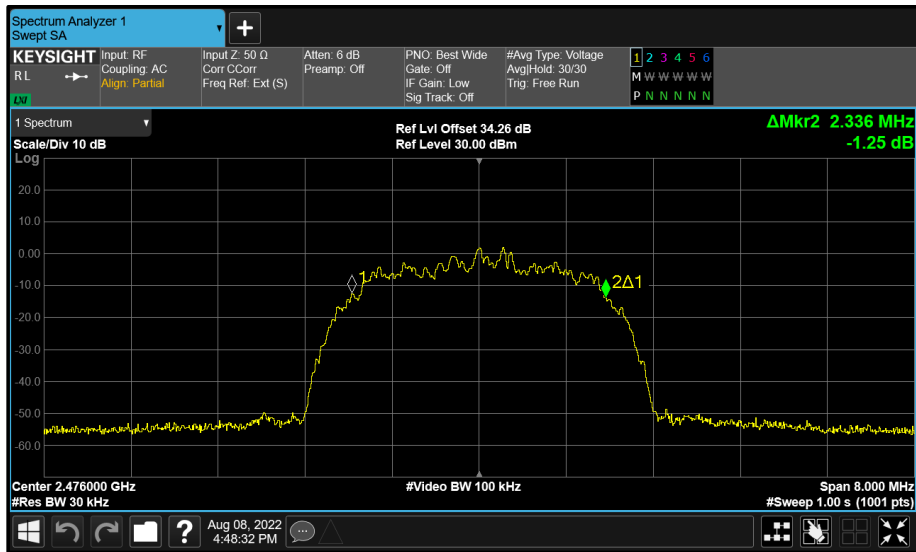 Spectrum Analyzer 1
Swept SA
+
KEYSIGHT
RL
LXI
Input: RF
Coupling: AC
Align: Partial
Input Z: 50 Ω
Corr CCorr
Freq Ref: Ext (S)
Atten: 6 dB
Preamp: Off
PNO: Best Wide
Gate: Off
IF Gain: Low
Sig Track: Off
#Avg Type: Voltage
Avg|Hold: 30/30
Trig: Free Run
1 2 3 4 5 6
M W W W W W
P N N N N N
1 Spectrum
Scale/Div 10 dB
Ref Lvl Offset 34.26 dB
Ref Level 30.00 dBm
ΔMkr2 2.336 MHz
-1.25 dB
Log
20.0
10.0
0.00
-10.0
-20.0
-30.0
-40.0
-50.0
-60.0
1
2Δ1
Center 2.476000 GHz
#Res BW 30 kHz
#Video BW 100 kHz
Span 8.000 MHz
#Sweep 1.00 s (1001 pts)
?
Aug 08, 2022
4:48:32 PM